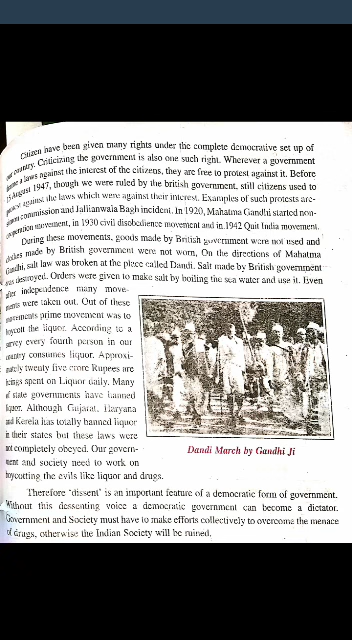 Citizen have been given many rights under the complete democratic set up of
our country. Criticizing the government is also one such right. Wherever a government
a laws against the interest of the citizens, they are free to protest against it. Before
15 August 1947, though we were ruled by the british government, still citizens used to
protest against the laws which were against their interest. Examples of such protests are-
commission and Jallianwala Bagh incident. In 1920, Mahatma Gandhi started non-
cooperation movement, in 1930 civil disobedience movement and in 1942 Quit India movement.
During these movements, goods made by British government were not used and
clothes made by British government were not worn, On the directions of Mahatma
Gandhi, salt law was broken at the place called Dandi. Salt made by British government
was destroyed. Orders were given to make salt by boiling the sea water and use it. Even
after independence many move-
ments were taken out. Out of these
movements prime movement was to
boycott the liquor. According to a
survey every fourth person in our
country consumes liquor. Approxi-
mately twenty five crore Rupees are
beings spent on Liquor daily. Many
of state governments have banned
liquor. Although Gujarat, Haryana
and Kerela has totally banned liquor
in their states but these laws were
not completely obeyed. Our govern-
ment and society need to work on
boycotting the evils like liquor and drugs.
Dandi March by Gandhi Ji
Therefore 'dissent' is an important feature of a democratic form of government.
Without this dessenting voice a democratic government can become a dictator.
Government and Society must have to make efforts collectively to overcome the menace
of drugs, otherwise the Indian Society will be ruined.